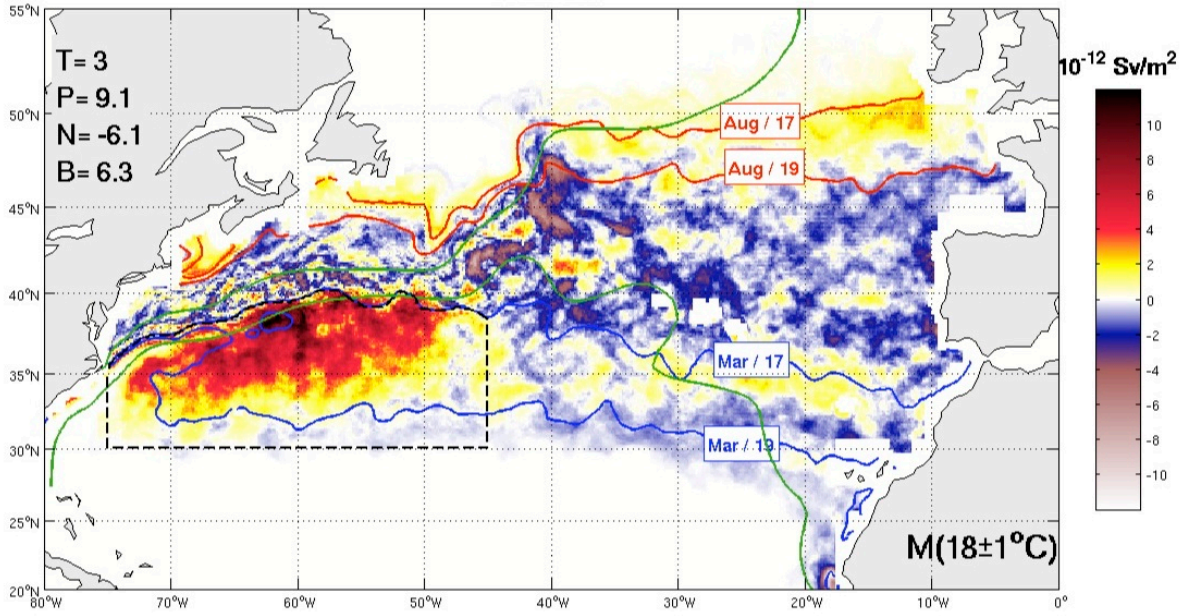 55°N
T= 3
P= 9.1
N= -6.1
B= 6.3
50°N
45°N
40°N
35°N
30°N
25°N
20°N
80°W
70°W
60°W
50°W
40°W
30°W
20°W
10°W
0°
Aug / 17
Aug / 19
Mar / 17
Mar / 19
M(18±1°C)
10-12 Sv/m2
10
8
6
4
2
0
-2
-4
-6
-8
-10